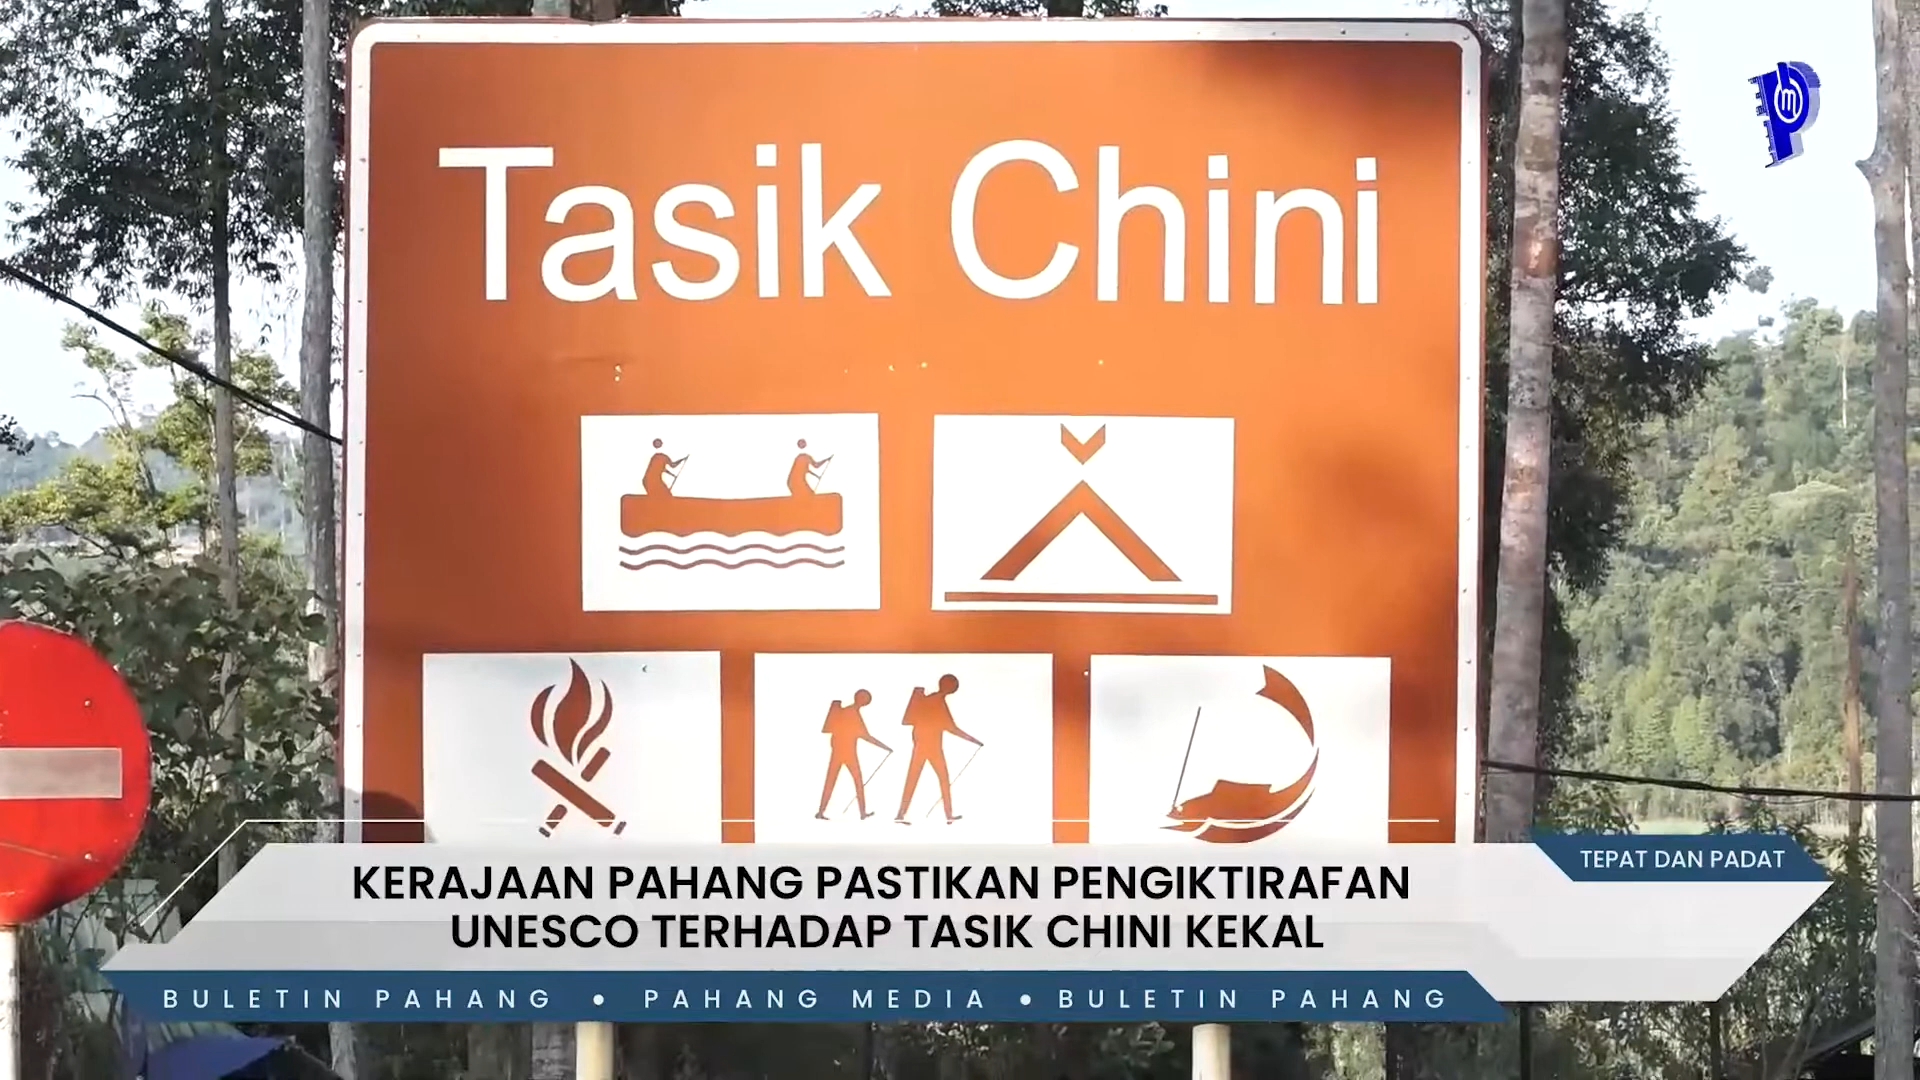 Tasik Chini
KERAJAAN PAHANG PASTIKAN PENGIKTIRAFAN
UNESCO TERHADAP TASIK CHINI KEKAL
TEPAT DAN PADAT
BULETIN PAHANG • PAHANG MEDIA • BULETIN PAHANG